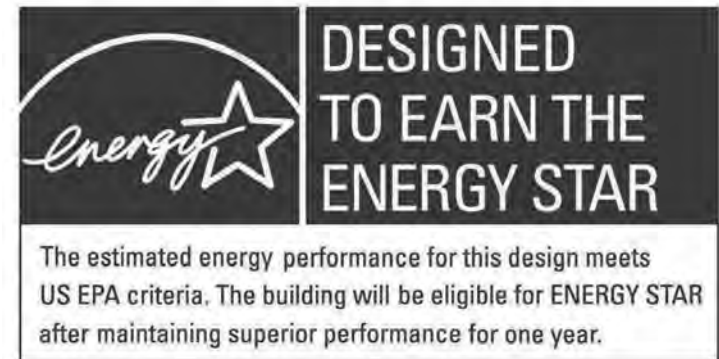 energy
DESIGNED
TO EARN THE
ENERGY STAR
The estimated energy performance for this design meets
US EPA criteria. The building will be eligible for ENERGY STAR
after maintaining superior performance for one year.